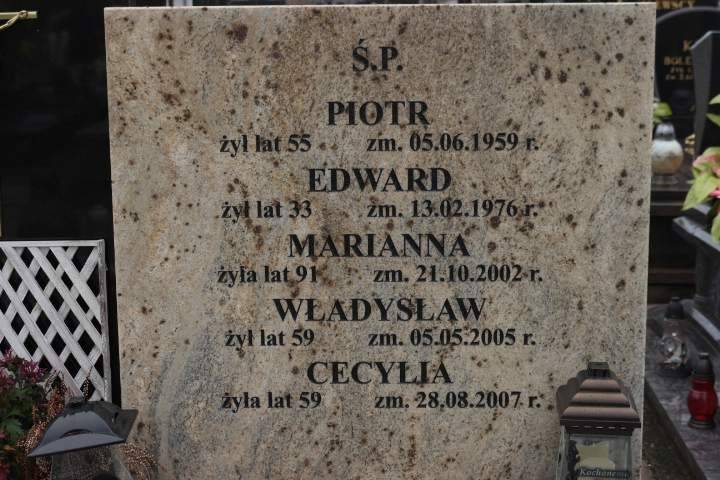 Ś.P.
PIOTR
żył lat 55 zm. 05.06.1959 r.
EDWARD
żył lat 33 zm. 13.02.1976 r.
MARIANNA
żyła lat 91 zm. 21.10.2002 r.
WŁADYSŁAW
żył lat 59 zm. 05.05.2005 r.
CECYLIA
żyła lat 59 zm. 28.08.2007 r.